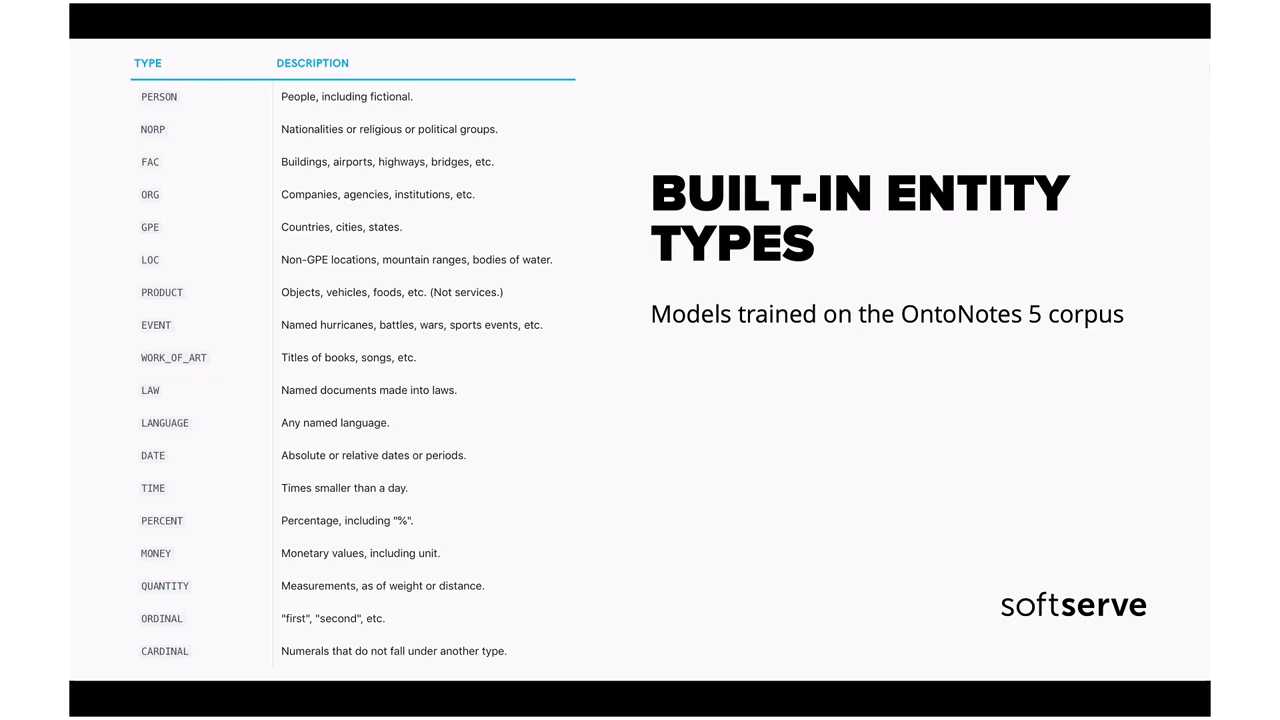 TYPE DESCRIPTION
PERSON People, including fictional.
NORP Nationalities or religious or political groups.
FAC Buildings, airports, highways, bridges, etc.
ORG Companies, agencies, institutions, etc.
GPE Countries, cities, states.
LOC Non-GPE locations, mountain ranges, bodies of water.
PRODUCT Objects, vehicles, foods, etc. (Not services.)
EVENT Named hurricanes, battles, wars, sports events, etc.
WORK_OF_ART Titles of books, songs, etc.
LAW Named documents made into laws.
LANGUAGE Any named language.
DATE Absolute or relative dates or periods.
TIME Times smaller than a day.
PERCENT Percentage, including "%".
MONEY Monetary values, including unit.
QUANTITY Measurements, as of weight or distance.
ORDINAL "first", "second", etc.
CARDINAL Numerals that do not fall under another type.
BUILT-IN ENTITY
TYPES
Models trained on the OntoNotes 5 corpus
softserve